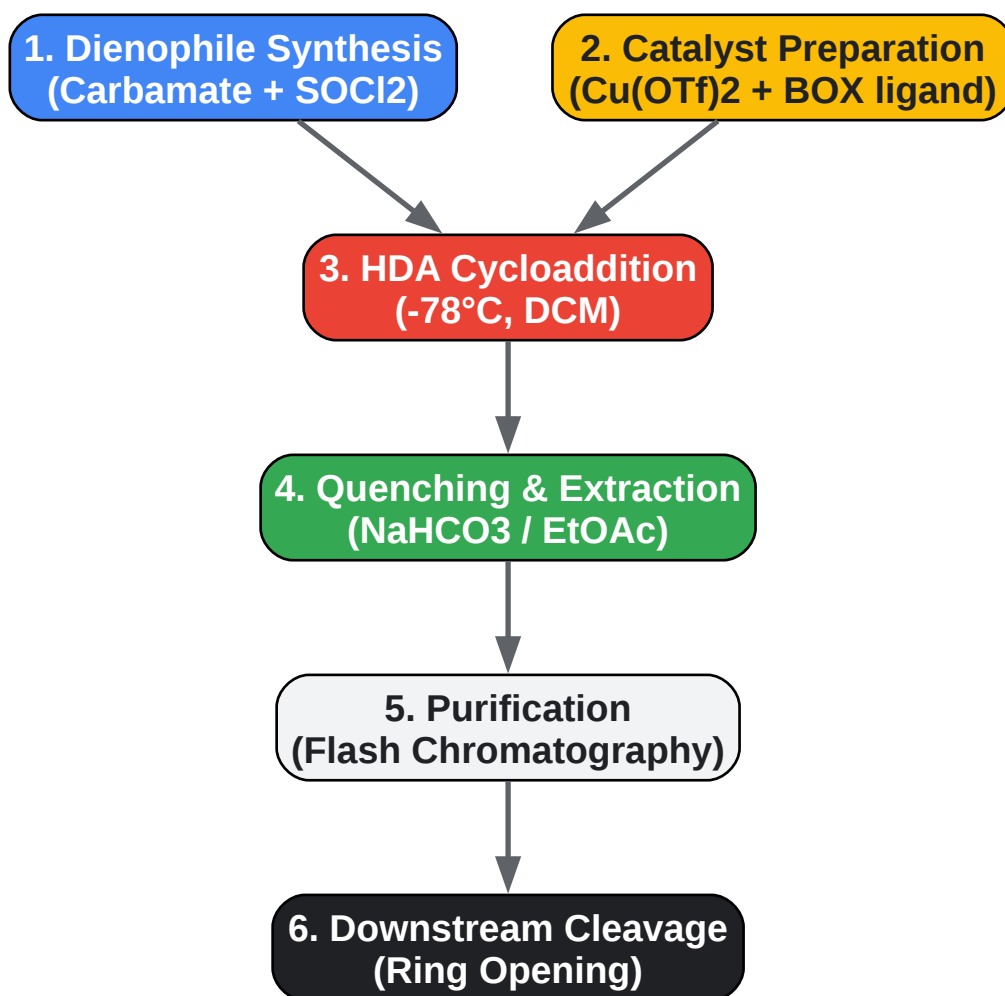 1. Dienophile Synthesis
(Carbamate + SOCl2)
2. Catalyst Preparation
(Cu(OTf)2 + BOX ligand)
3. HDA Cycloaddition
(-78°C, DCM)
4. Quenching & Extraction
(NaHCO3 / EtOAc)
5. Purification
(Flash Chromatography)
6. Downstream Cleavage
(Ring Opening)